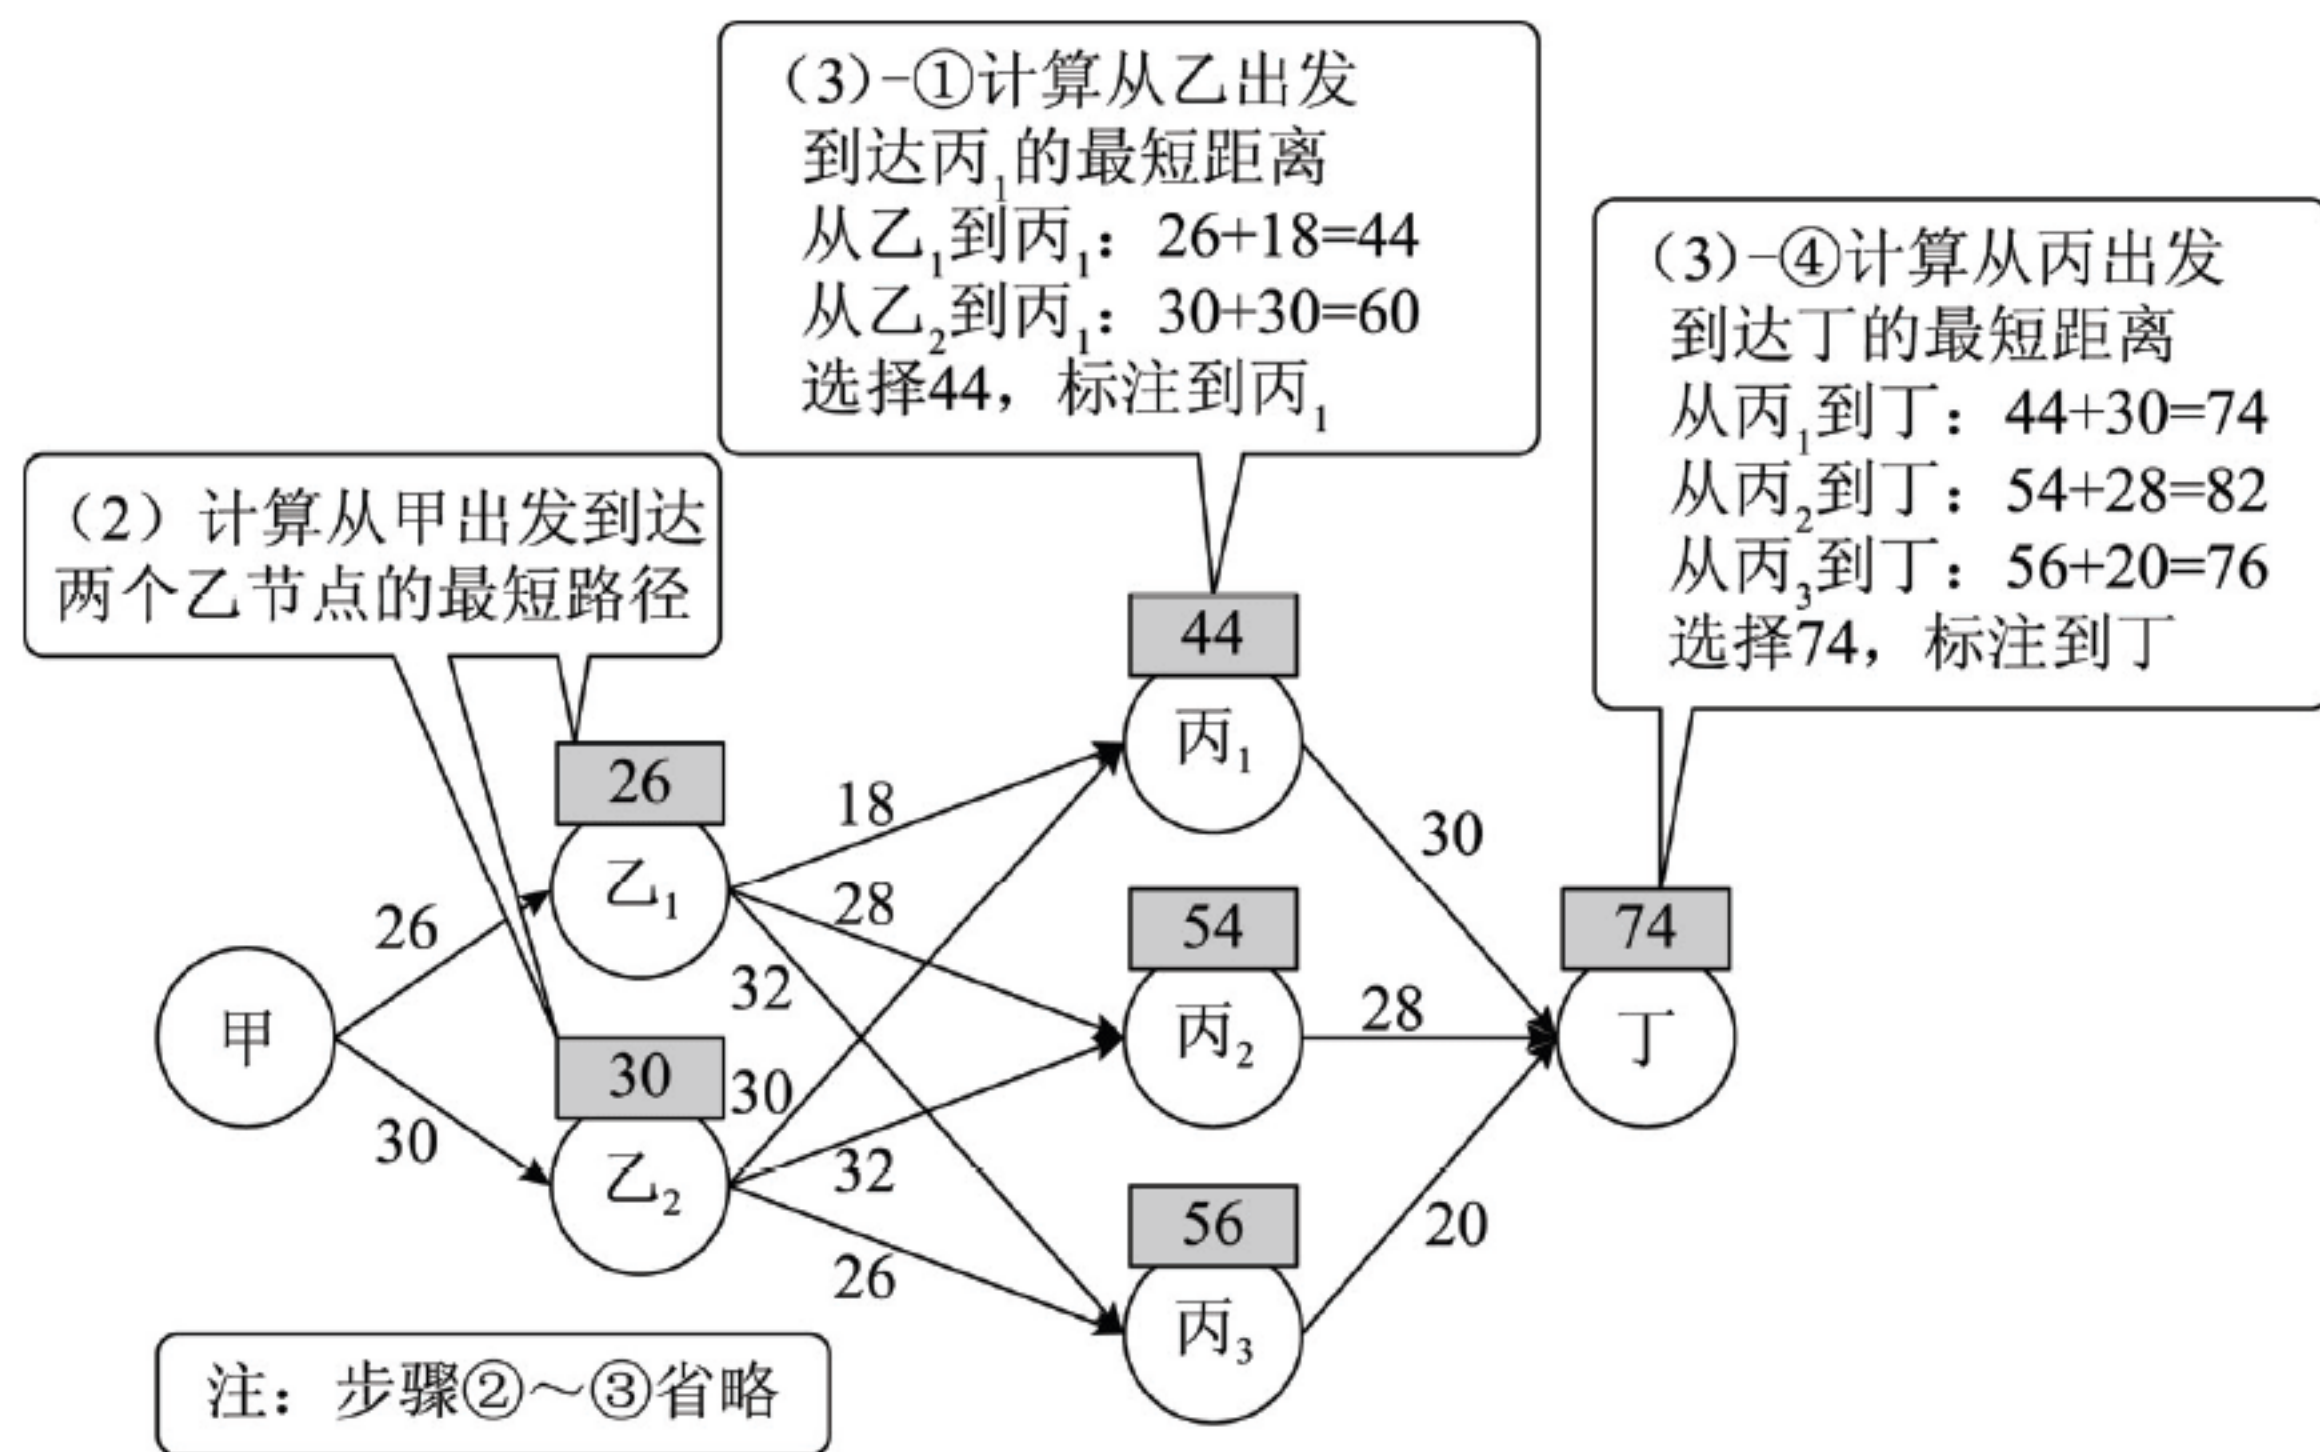 （3）-①计算从乙出发
到达丙1的最短距离
从乙1到丙1：26+18=44
从乙2到丙1：30+30=60
选择44，标注到丙1
（3）-④计算从丙出发
到达丁的最短距离
从丙1到丁：44+30=74
从丙2到丁：54+28=82
从丙3到丁：56+20=76
选择74，标注到丁
（2）计算从甲出发到达
两个乙节点的最短路径
44
丙1
26
乙1
18
30
28
54
74
26
32
甲
丙2
28
丁
30
30
30
乙2
32
56
20
26
丙3
注：步骤②～③省略